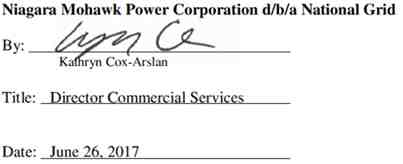 Niagara Mohawk Power Corporation d/b/a National Grid
By:
Kathryn Cox-Arslan
Title: Director Commercial Services
Date: June 26, 2017